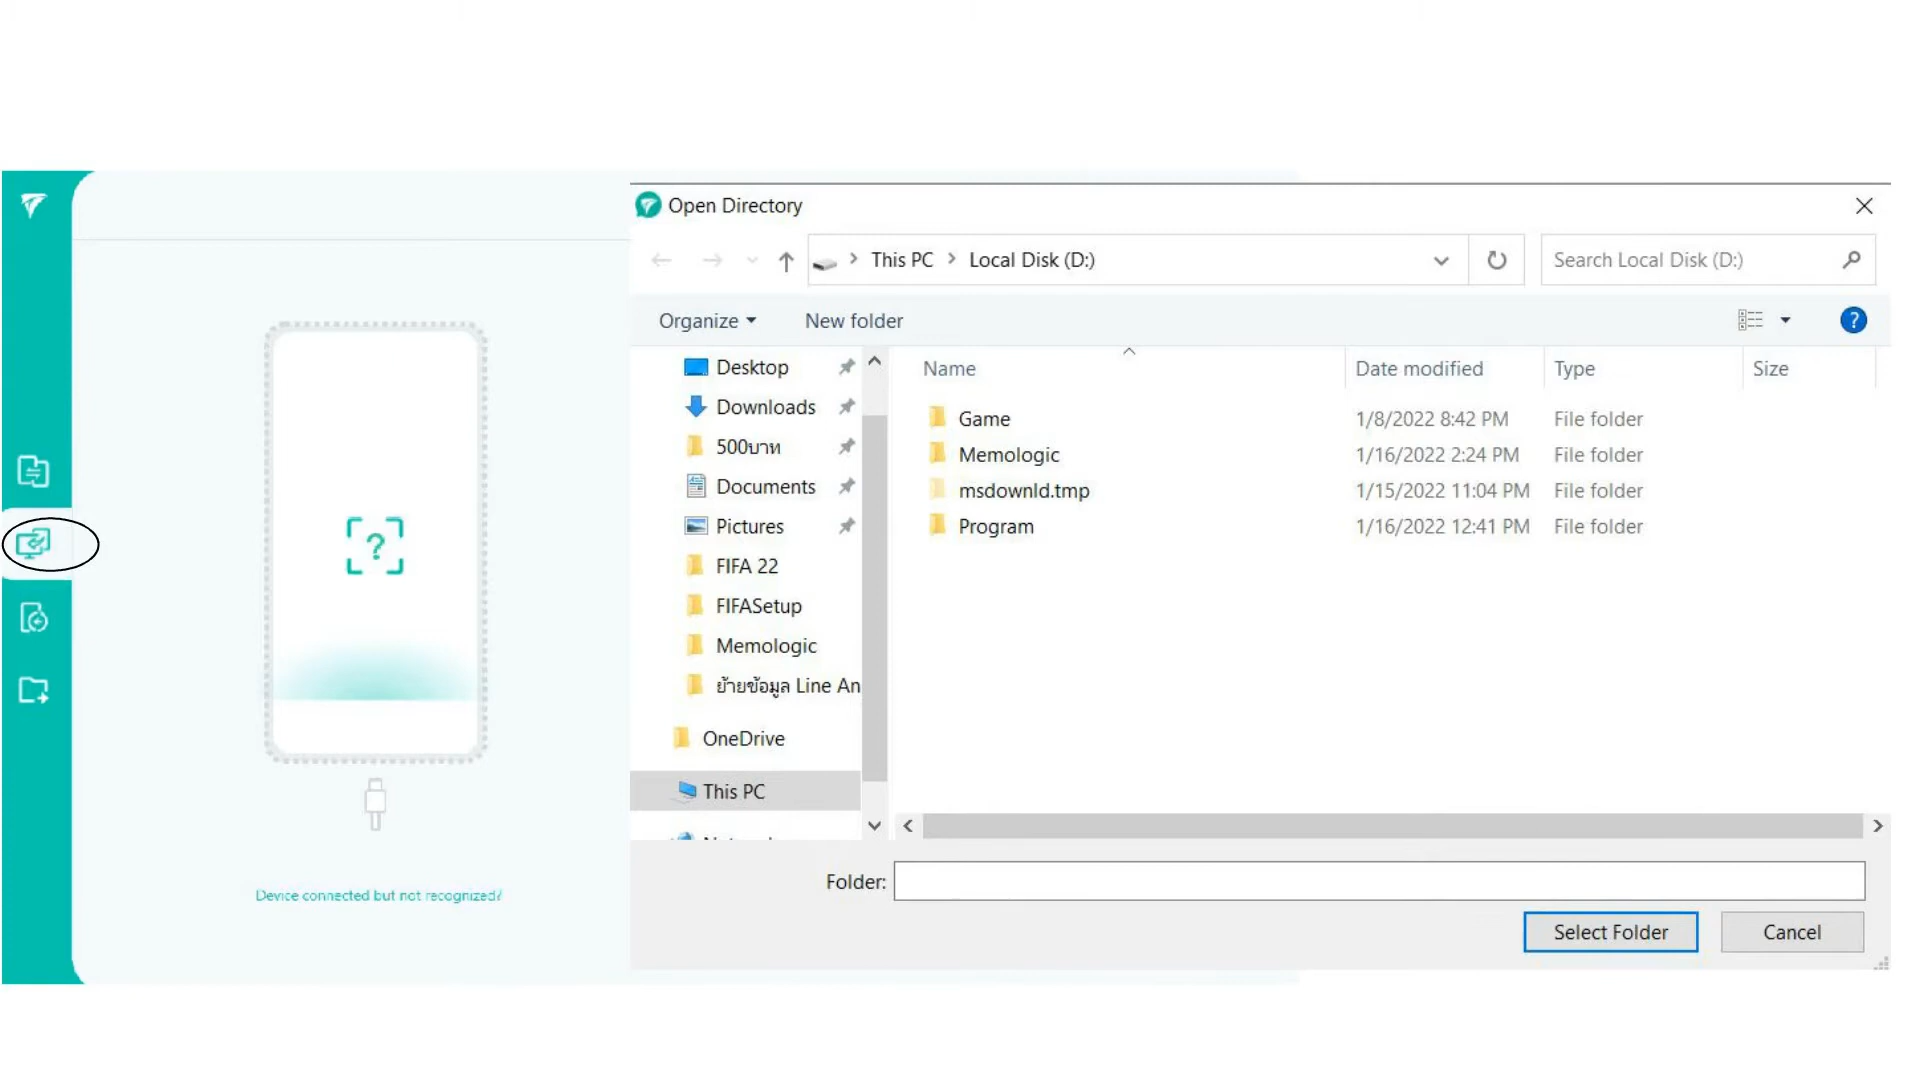 Open Directory
This PC
Local Disk (D:)
Search Local Disk (D:)
Organize
New folder
?
Desktop
Downloads
500บาท
Documents
Pictures
FIFA 22
FIFASetup
Memologic
ย้ายข้อมูล Line An
OneDrive
This PC
Name Date modified Type Size
Game 1/8/2022 8:42 PM File folder
Memologic 1/16/2022 2:24 PM File folder
msdownld.tmp 1/15/2022 11:04 PM File folder
Program 1/16/2022 12:41 PM File folder
Folder:
Select Folder
Cancel
?
Device connected but not recognized?